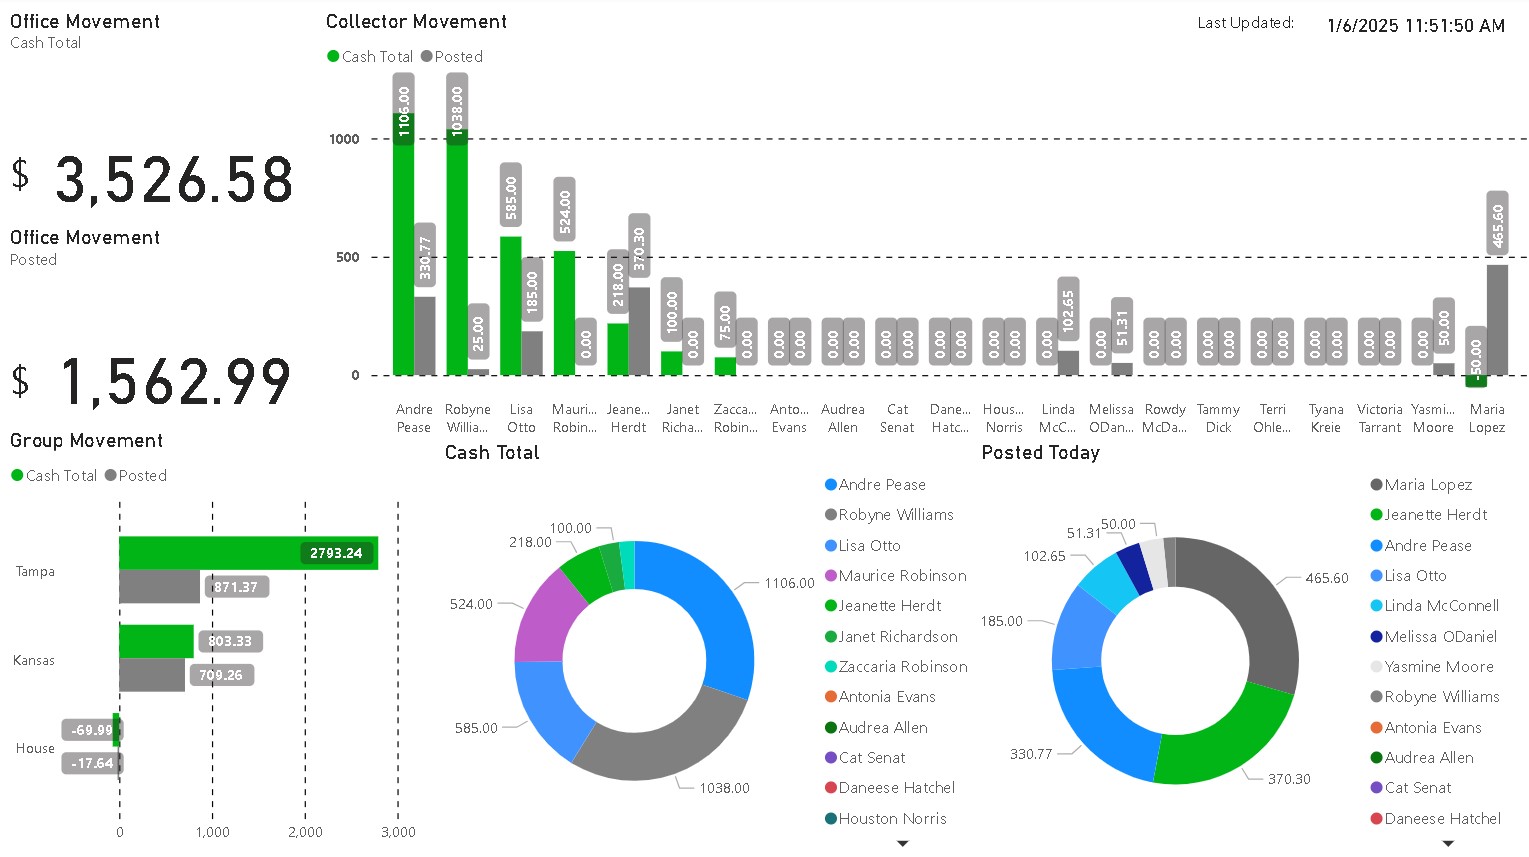 Office Movement
Cash Total
$ 3,526.58
Office Movement
Posted
$ 1,562.99
Collector Movement
Cash Total Posted
Last Updated: 1/6/2025 11:51:50 AM
1000
500
0
1106.00 330.77
1038.00 25.00
585.00 185.00
524.00 0.00
218.00 370.30
100.00 0.00
75.00 0.00
0.00 0.00
0.00 0.00
0.00 0.00
0.00 0.00
0.00 0.00
0.00 102.65
0.00 51.31
0.00 0.00
0.00 0.00
0.00 0.00
0.00 0.00
0.00 0.00
0.00 50.00
-50.00 465.60
Andre Pease
Robyne Willia...
Lisa Otto
Mauri... Robin...
Jeane... Herdt
Janet Richa...
Zacca... Robin...
Anto... Evans
Audrea Allen
Cat Senat
Dane... Hatc...
Hous... Norris
Linda McC...
Melissa ODan...
Rowdy McDa...
Tammy Dick
Terri Ohle...
Tyana Kreie
Victoria Tarrant
Yasmi... Moore
Maria Lopez
Group Movement
Cash Total Posted
Tampa
2793.24
871.37
Kansas
803.33
709.26
House
-69.99
-17.64
0 1,000 2,000 3,000
Cash Total
100.00
218.00
524.00
585.00
1106.00
1038.00
Andre Pease
Robyne Williams
Lisa Otto
Maurice Robinson
Jeanette Herdt
Janet Richardson
Zaccaria Robinson
Antonia Evans
Audrea Allen
Cat Senat
Daneese Hatchel
Houston Norris
Posted Today
50.00
51.31
102.65
185.00
330.77
465.60
370.30
Maria Lopez
Jeanette Herdt
Andre Pease
Lisa Otto
Linda McConnell
Melissa ODaniel
Yasmine Moore
Robyne Williams
Antonia Evans
Audrea Allen
Cat Senat
Daneese Hatchel